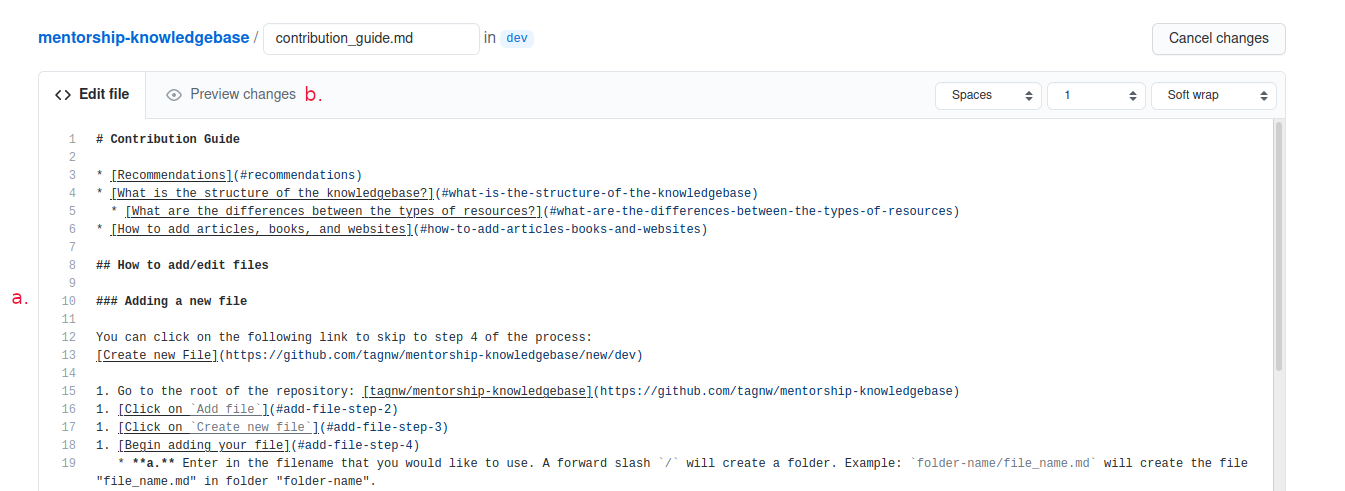 mentorship-knowledgebase / contribution_guide.md in dev Cancel changes
<> Edit file Preview changes b. Spaces 1 Soft wrap
1 # Contribution Guide
2
3 * [Recommendations](#recommendations)
4 * [What is the structure of the knowledgebase?](#what-is-the-structure-of-the-knowledgebase)
5   * [What are the differences between the types of resources?](#what-are-the-differences-between-the-types-of-resources)
6 * [How to add articles, books, and websites](#how-to-add-articles-books-and-websites)
7
8 ## How to add/edit files
9
a. 10 ### Adding a new file
11
12 You can click on the following link to skip to step 4 of the process:
13 [Create new File](https://github.com/tagnw/mentorship-knowledgebase/new/dev)
14
15 1. Go to the root of the repository: [tagnw/mentorship-knowledgebase](https://github.com/tagnw/mentorship-knowledgebase)
16 1. [Click on `Add file`](#add-file-step-2)
17 1. [Click on `Create new file`](#add-file-step-3)
18 1. [Begin adding your file](#add-file-step-4)
19    * **a.** Enter in the filename that you would like to use. A forward slash `/` will create a folder. Example: `folder-name/file_name.md` will create the file
"file_name.md" in folder "folder-name".